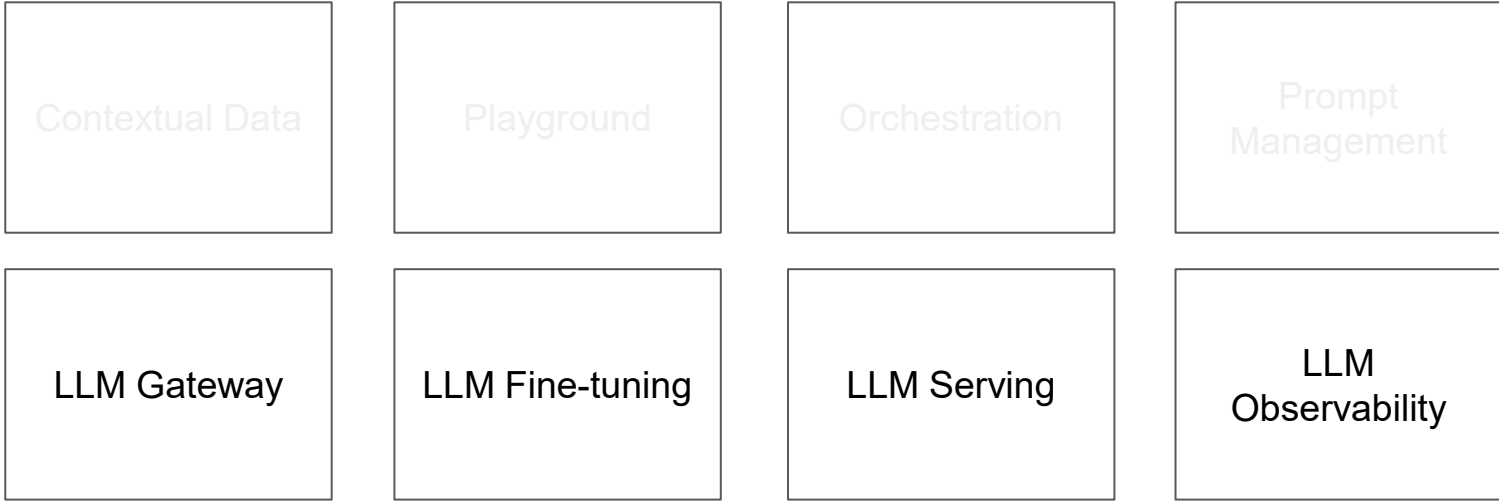 Contextual Data
Playground
Orchestration
Prompt
Management
LLM Gateway
LLM Fine-tuning
LLM Serving
LLM
Observability